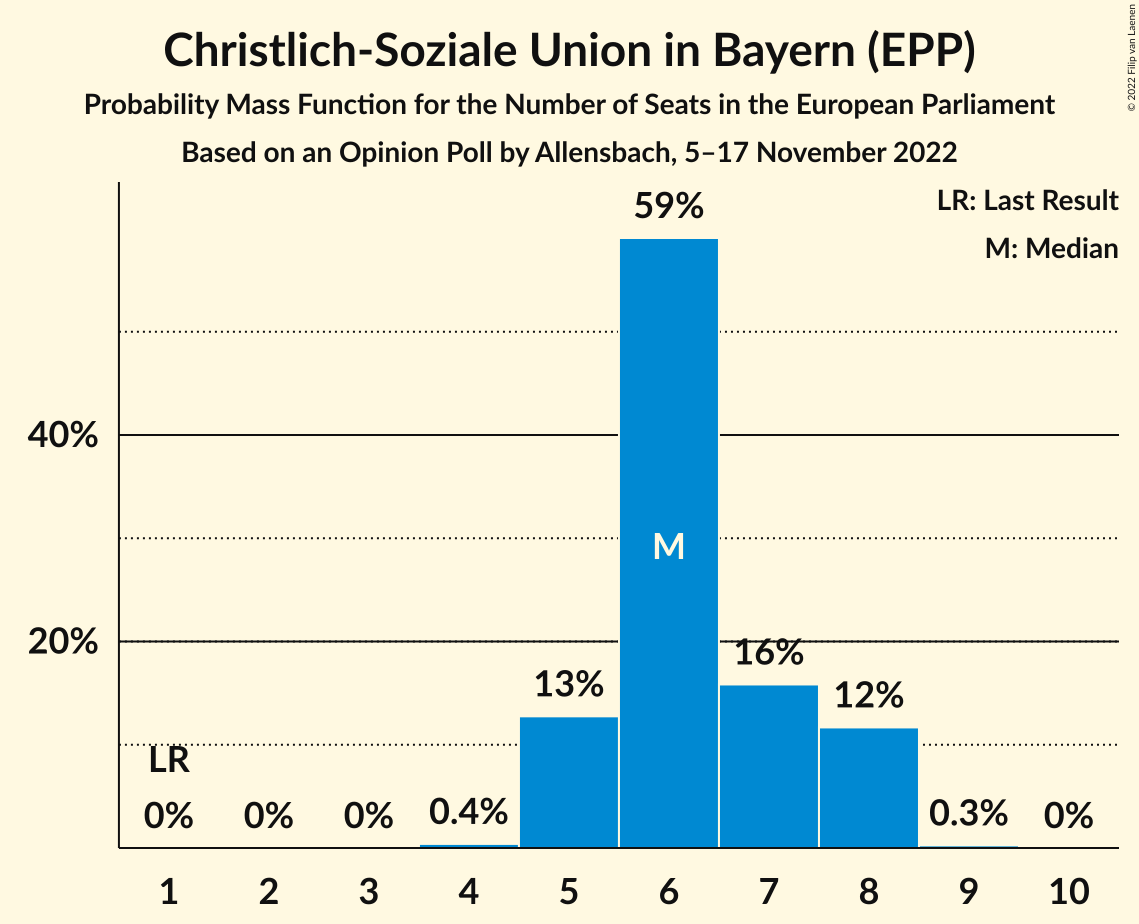 Christlich-Soziale Union in Bayern (EPP)
Probability Mass Function for the Number of Seats in the European Parliament
Based on an Opinion Poll by Allensbach, 5–17 November 2022
© 2022 Filip van Laenen
LR: Last Result
M: Median
59%
40%
M
20%
16%
13%
12%
LR
0%
0%
0%
0.4%
0.3%
0%
1
2
3
4
5
6
7
8
9
10